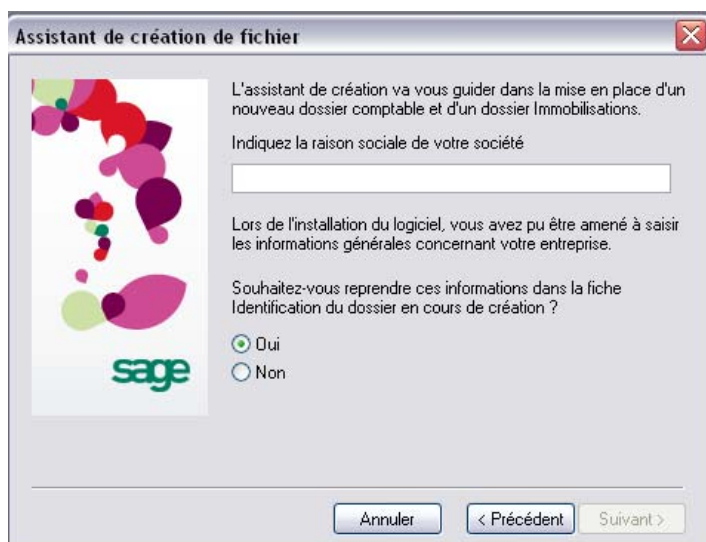 Assistant de création de fichier
L'assistant de création va vous guider dans la mise en place d'un
nouveau dossier comptable et d'un dossier Immobilisations.
Indiquez la raison sociale de votre société
Lors de l'installation du logiciel, vous avez pu être amené à saisir
les informations générales concernant votre entreprise.
Souhaitez-vous reprendre ces informations dans la fiche
Identification du dossier en cours de création ?
Oui
Non
sage
Annuler
< Précédent
Suivant >